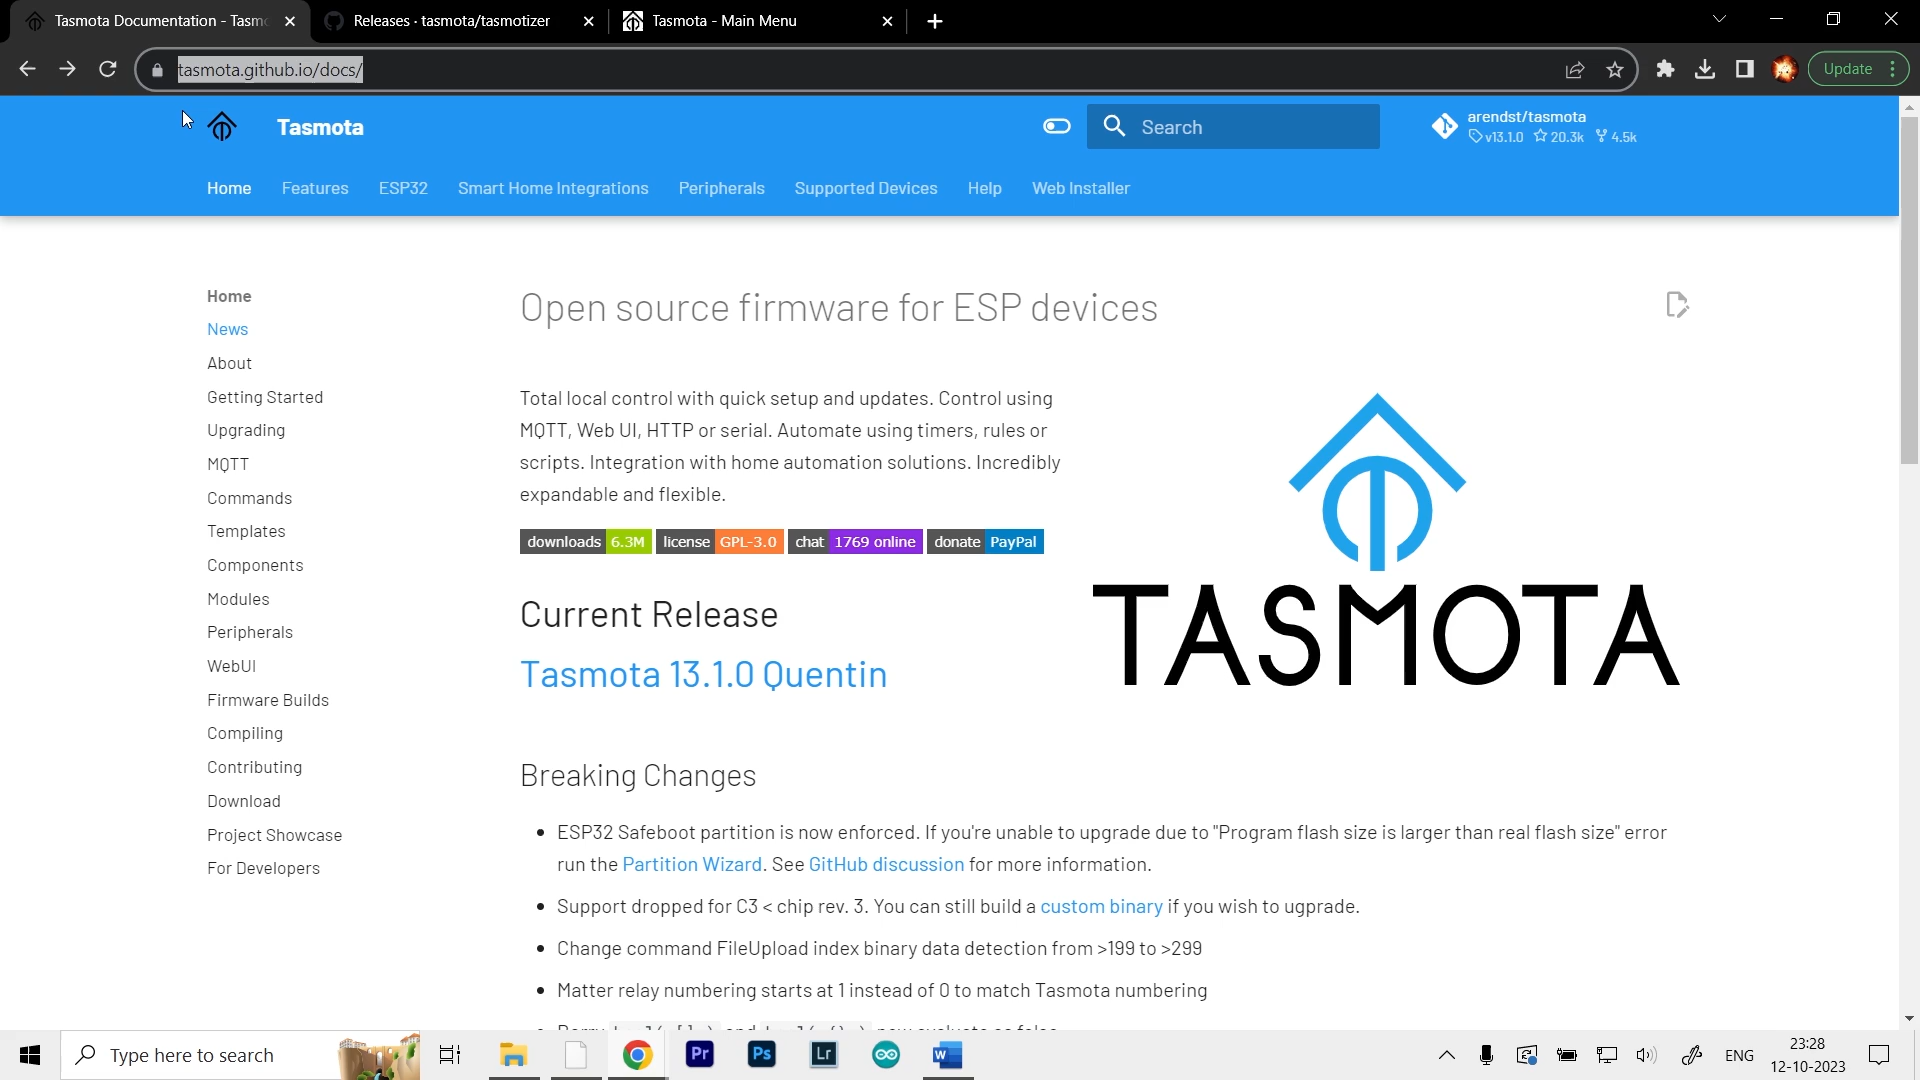 Tasmota Documentation - Tasmo
Releases · tasmota/tasmotizer
Tasmota - Main Menu
tasmota.github.io/docs/
Update
Tasmota
Search
arendst/tasmota
v13.1.0 20.3k 4.5k
Home Features ESP32 Smart Home Integrations Peripherals Supported Devices Help Web Installer
Home
News
About
Getting Started
Upgrading
MQTT
Commands
Templates
Components
Modules
Peripherals
WebUI
Firmware Builds
Compiling
Contributing
Download
Project Showcase
For Developers
Open source firmware for ESP devices
Total local control with quick setup and updates. Control using
MQTT, Web UI, HTTP or serial. Automate using timers, rules or
scripts. Integration with home automation solutions. Incredibly
expandable and flexible.
downloads 6.3M license GPL-3.0 chat 1769 online donate PayPal
TASMOTA
Current Release
Tasmota 13.1.0 Quentin
Breaking Changes
• ESP32 Safeboot partition is now enforced. If you're unable to upgrade due to "Program flash size is larger than real flash size" error
run the Partition Wizard. See GitHub discussion for more information.
• Support dropped for C3 < chip rev. 3. You can still build a custom binary if you wish to ugprade.
• Change command FileUpload index binary data detection from >199 to >299
• Matter relay numbering starts at 1 instead of 0 to match Tasmota numbering
Type here to search
Pr
Ps
Lr
W
ENG
23:28
12-10-2023